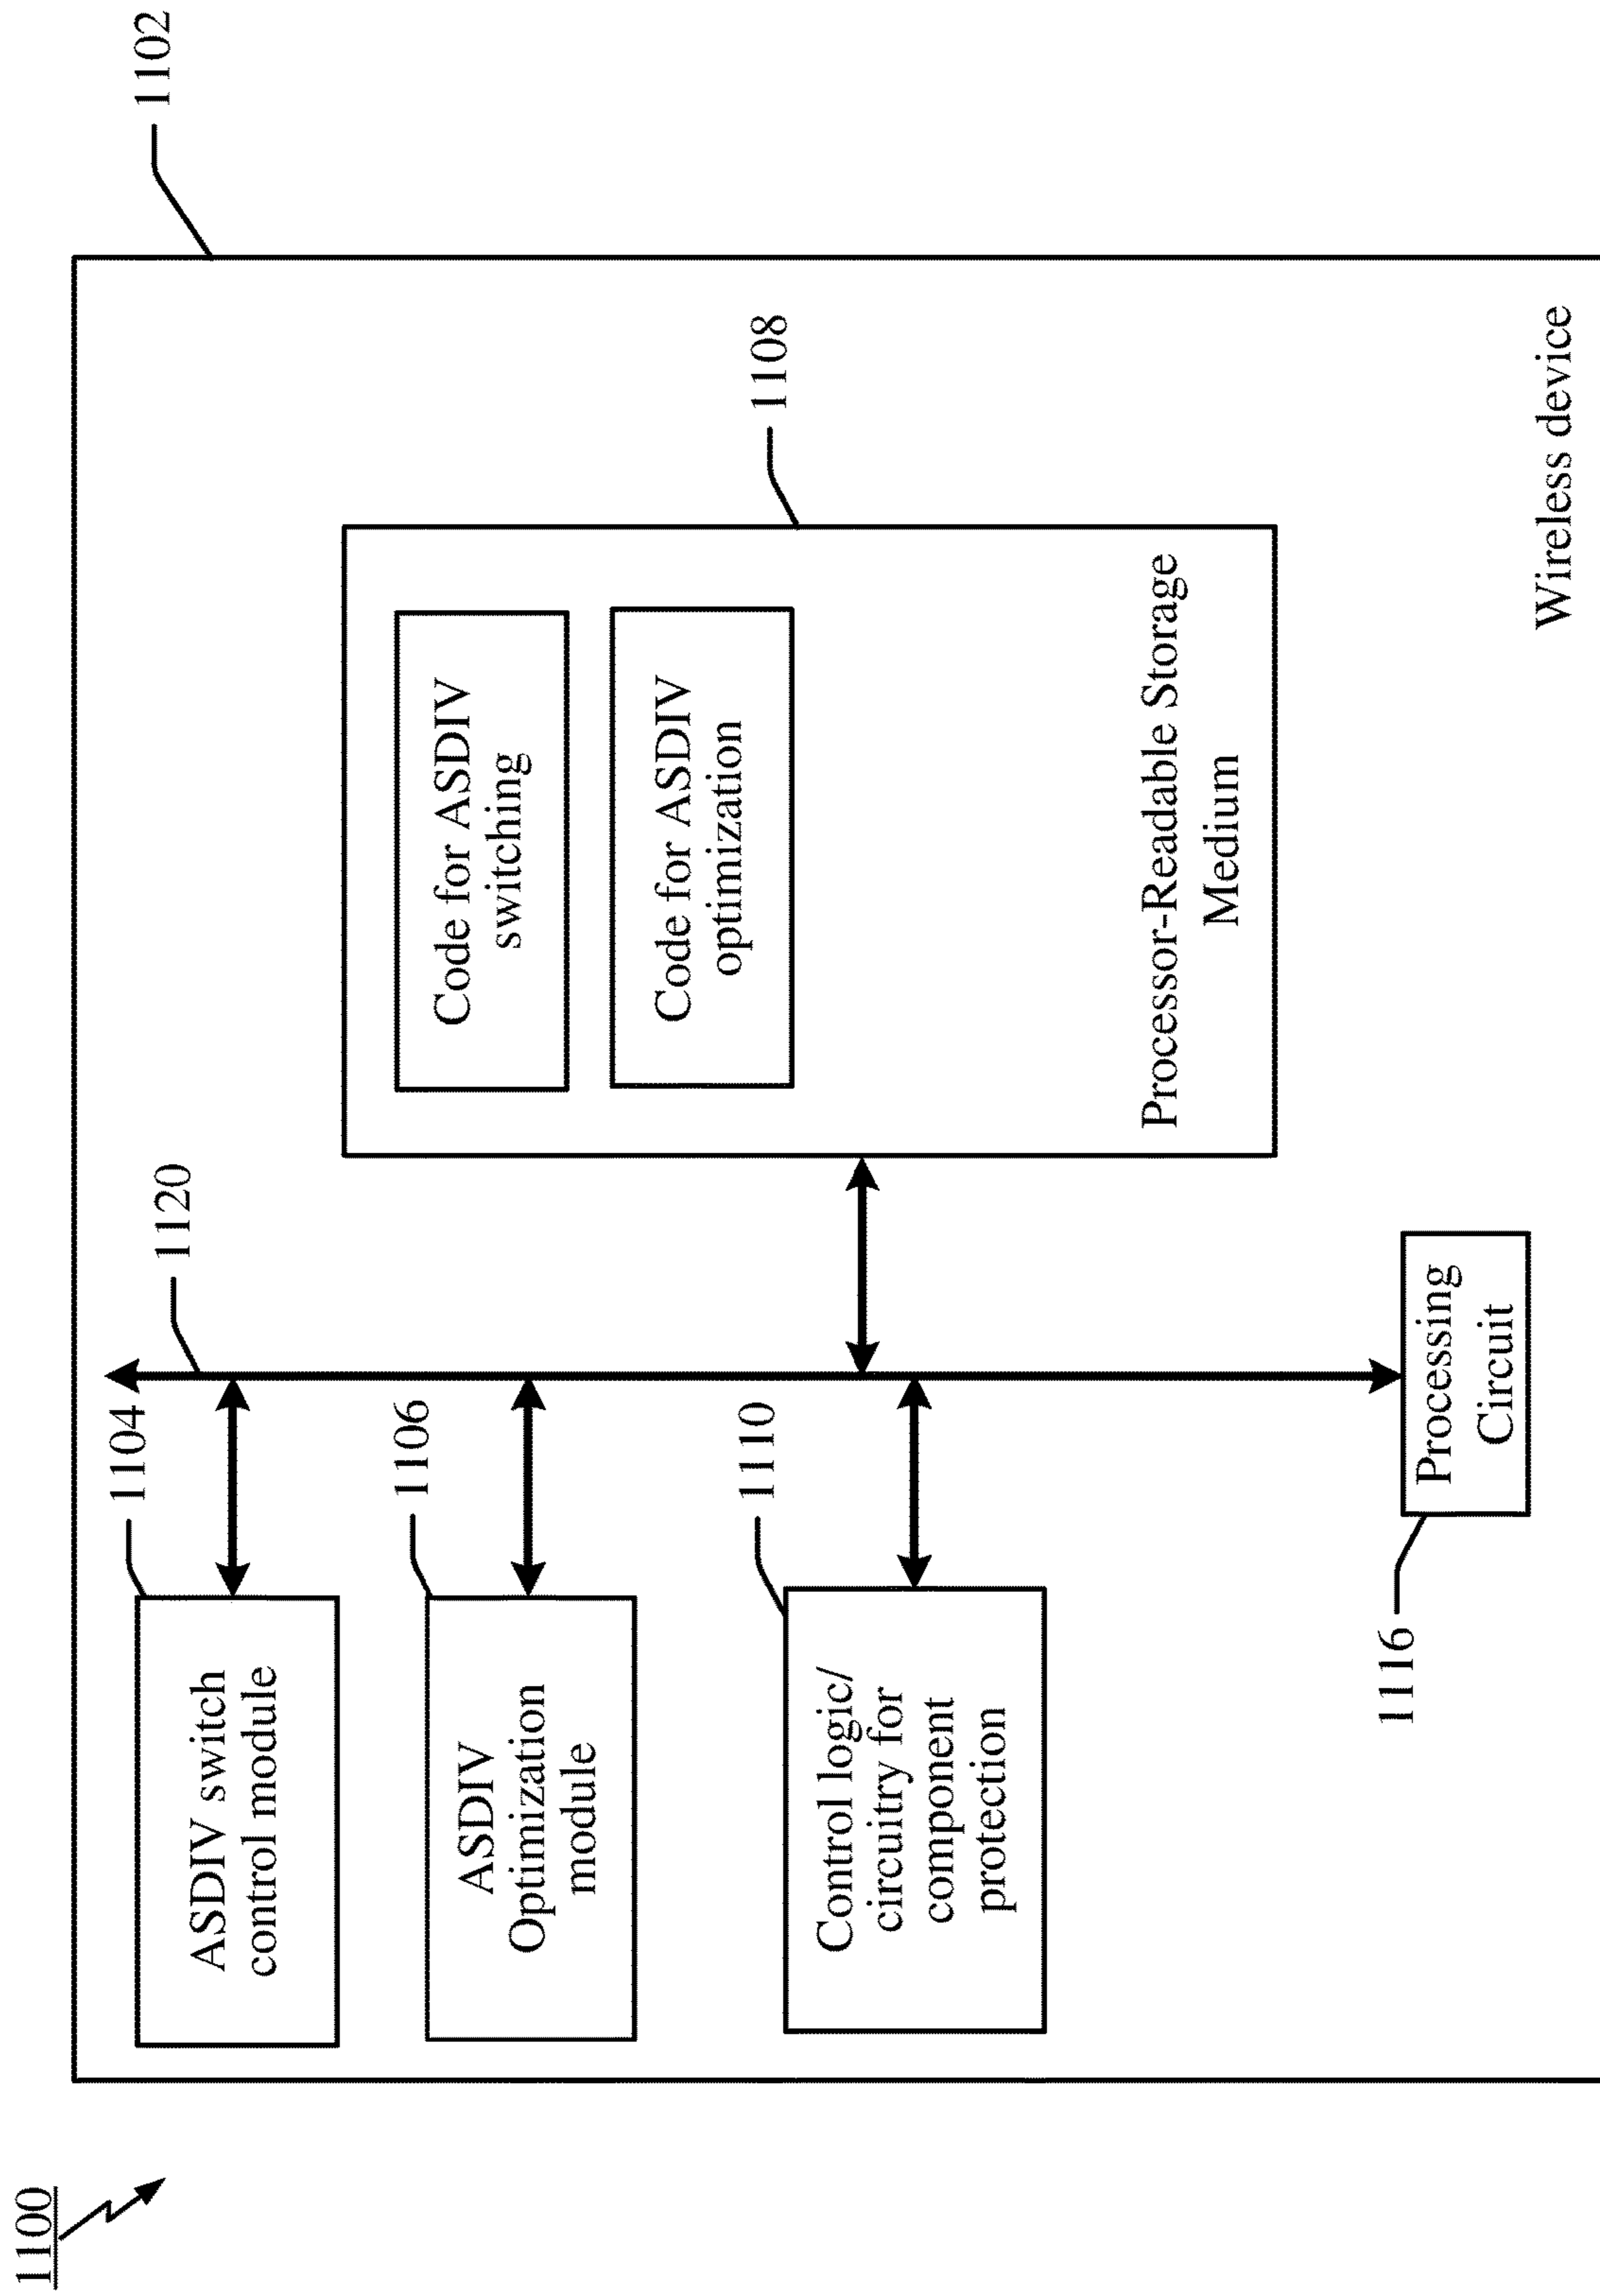 1100
1102
1104
ASDIV switch
control module
1120
1106
ASDIV
Optimization
module
1110
Control logic/
circuitry for
component
protection
1108
Code for ASDIV
switching
Code for ASDIV
optimization
Processor-Readable Storage
Medium
1116
Processing
Circuit
Wireless device